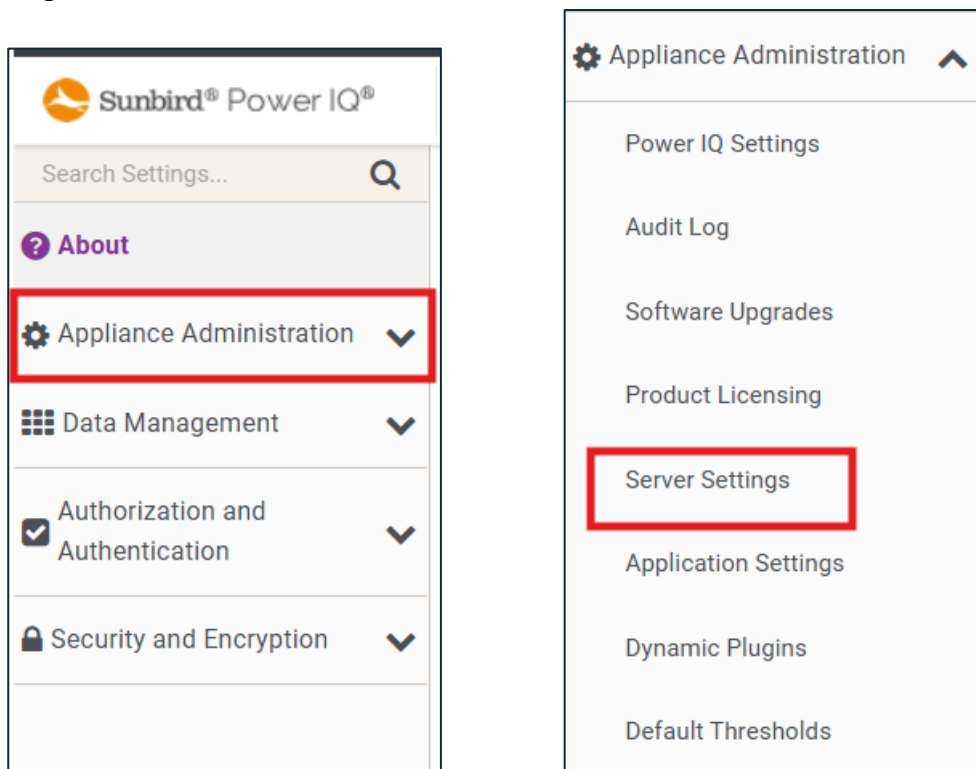 Sunbird® Power IQ®
Search Settings...
About
Appliance Administration
Data Management
Authorization and
Authentication
Security and Encryption
Appliance Administration
Power IQ Settings
Audit Log
Software Upgrades
Product Licensing
Server Settings
Application Settings
Dynamic Plugins
Default Thresholds